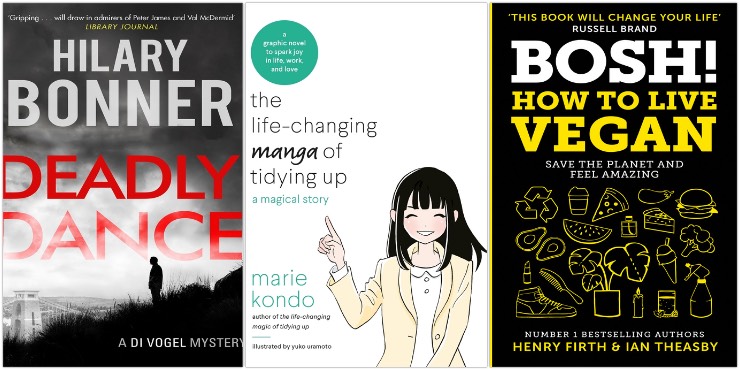 'Gripping . . . will draw in admirers of Peter James and Val McDermid'
LIBRARY JOURNAL
HILARY
BONNER
DEADLY
DANCE
A DI VOGEL MYSTERY
a
graphic novel
to spark joy
in life, work,
and love
the
life-changing
manga of
tidying up
a magical story
marie
kondo
author of the life-changing
magic of tidying up
illustrated by yuko uramoto
'THIS BOOK WILL CHANGE YOUR LIFE'
RUSSELL BRAND
BOSH!
HOW TO LIVE
VEGAN
SAVE THE PLANET AND
FEEL AMAZING
NUMBER 1 BESTSELLING AUTHORS
HENRY FIRTH & IAN THEASBY